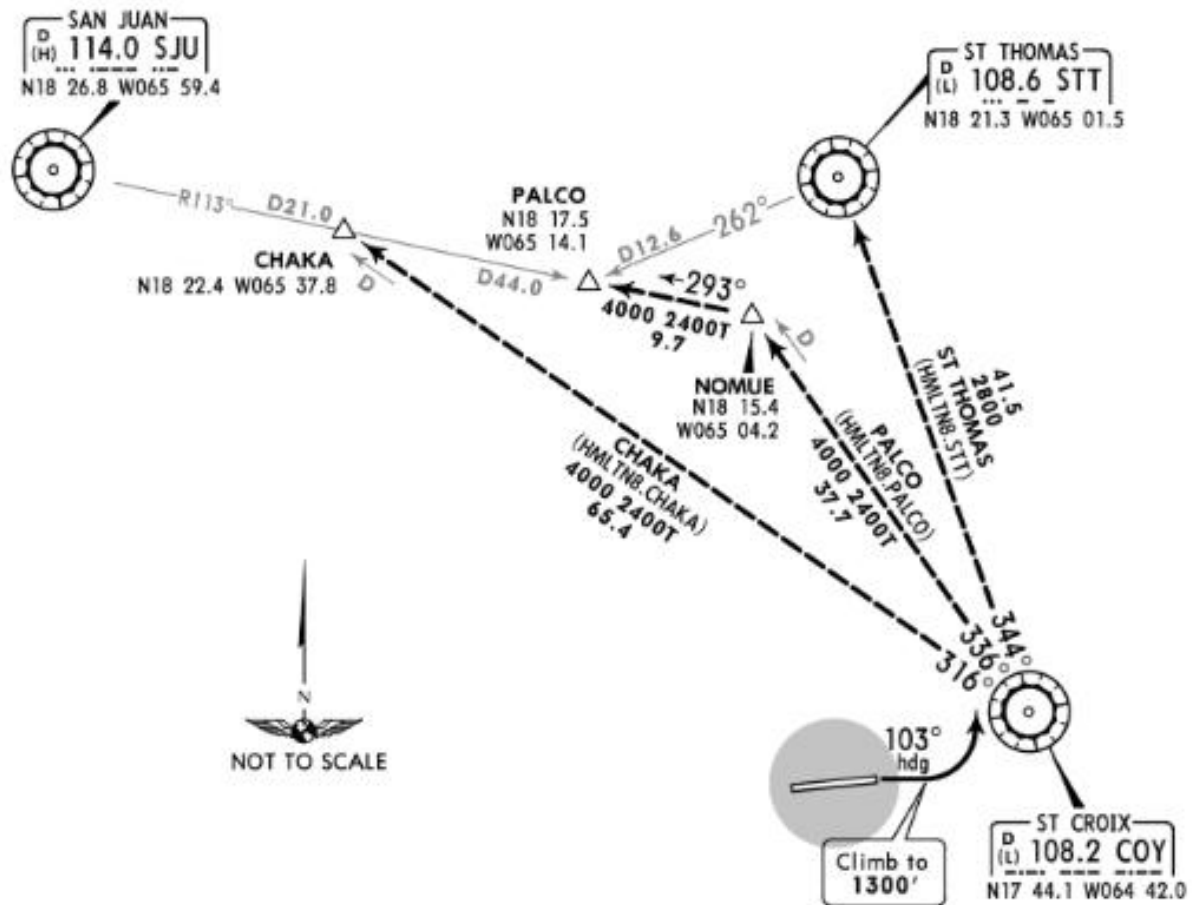 SAN JUAN
D
(H) 114.0 SJU
N18 26.8 W065 59.4
ST THOMAS
D
(L) 108.6 STT
N18 21.3 W065 01.5
R113°
D21.0
CHAKA
N18 22.4 W065 37.8
D
D44.0
PALCO
N18 17.5
W065 14.1
D12.6
262°
293°
4000 2400T
9.7
D
NOMUE
N18 15.4
W065 04.2
CHAKA
(HMLTN8.CHAKA)
4000 2400T
65.4
PALCO
(HMLTN8.PALCO)
4000 2400T
37.7
41.5
2800
ST THOMAS
(HMLTN8.STT)
316°
336°
344°
N
NOT TO SCALE
103°
hdg
Climb to
1300'
ST CROIX
D
(L) 108.2 COY
N17 44.1 W064 42.0